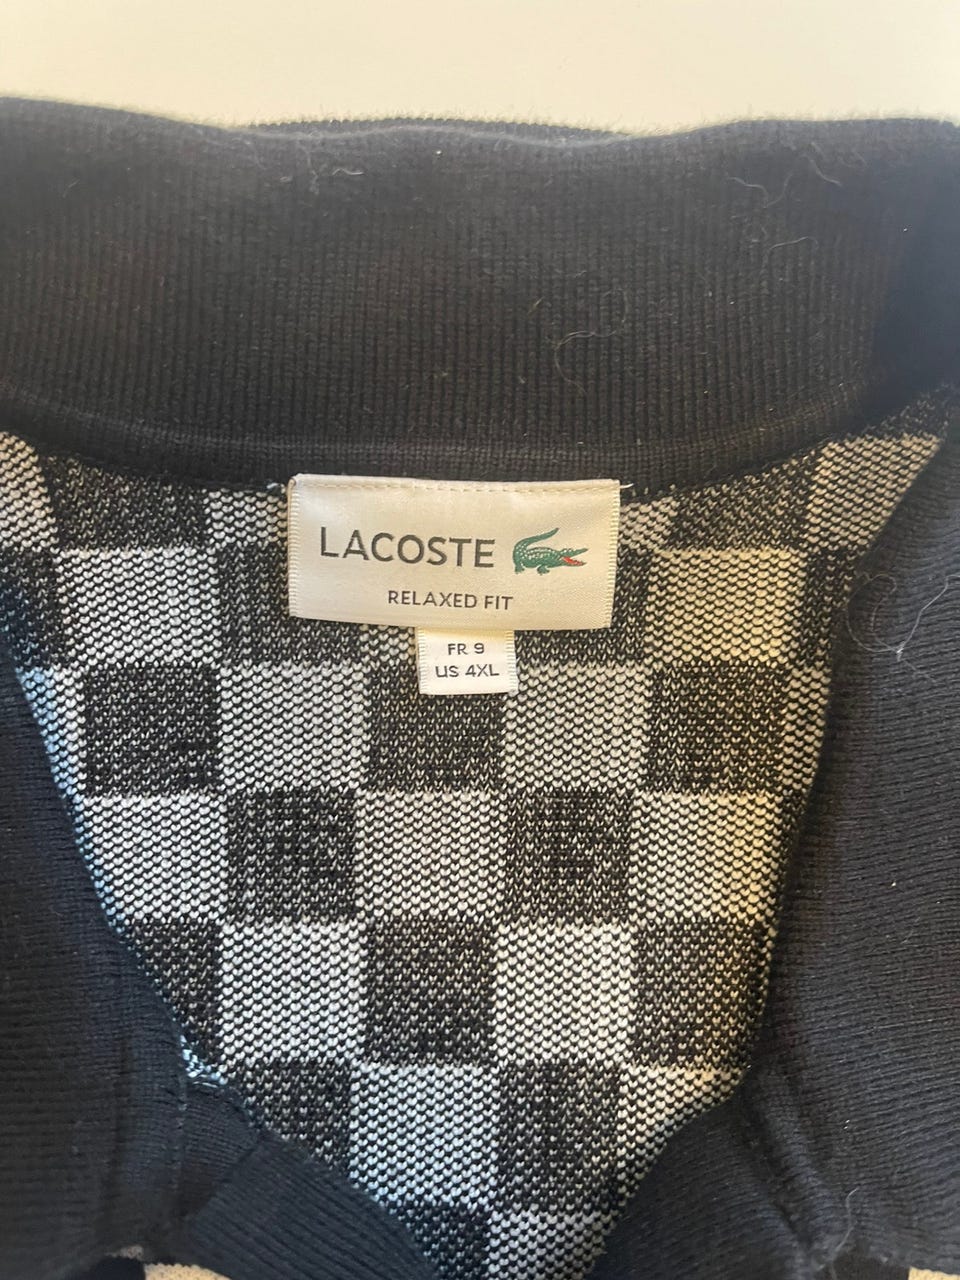 LACOSTE
RELAXED FIT
FR 9
US 4XL